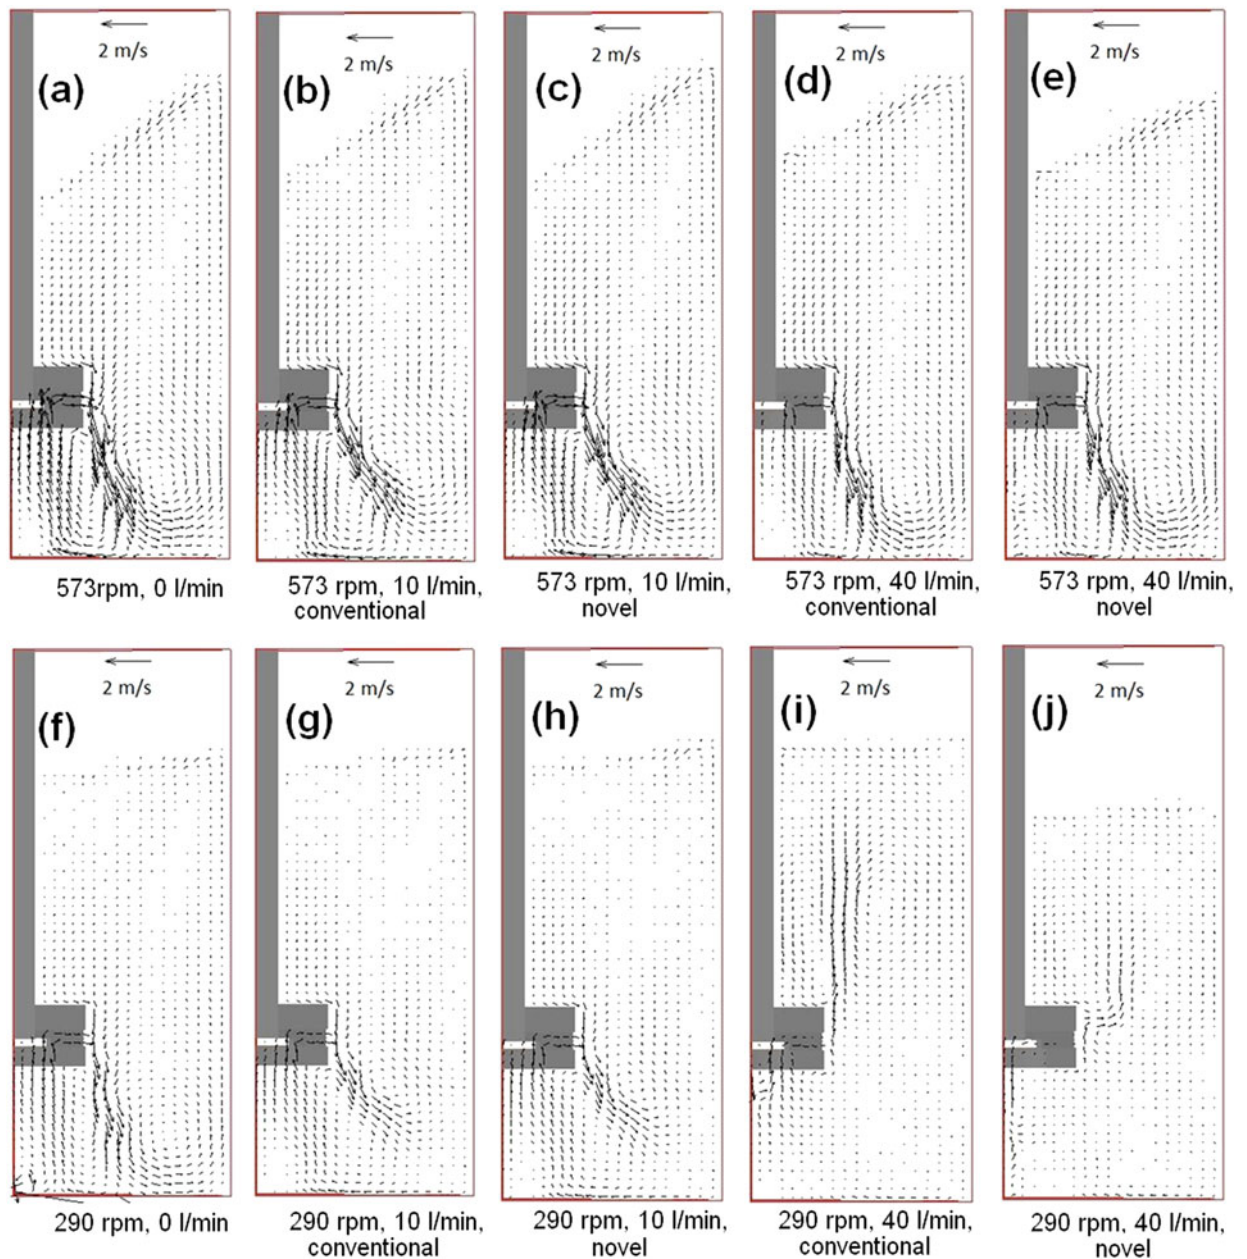 2 m/s
2 m/s
2 m/s
2 m/s
2 m/s
(a)
(b)
(c)
(d)
(e)
573rpm, 0 l/min
573 rpm, 10 l/min,
conventional
573 rpm, 10 l/min,
novel
573 rpm, 40 l/min,
conventional
573 rpm, 40 l/min,
novel
2 m/s
2 m/s
2 m/s
2 m/s
2 m/s
(f)
(g)
(h)
(i)
(j)
290 rpm, 0 l/min
290 rpm, 10 l/min,
conventional
290 rpm, 10 l/min,
novel
290 rpm, 40 l/min,
conventional
290 rpm, 40 l/min,
novel